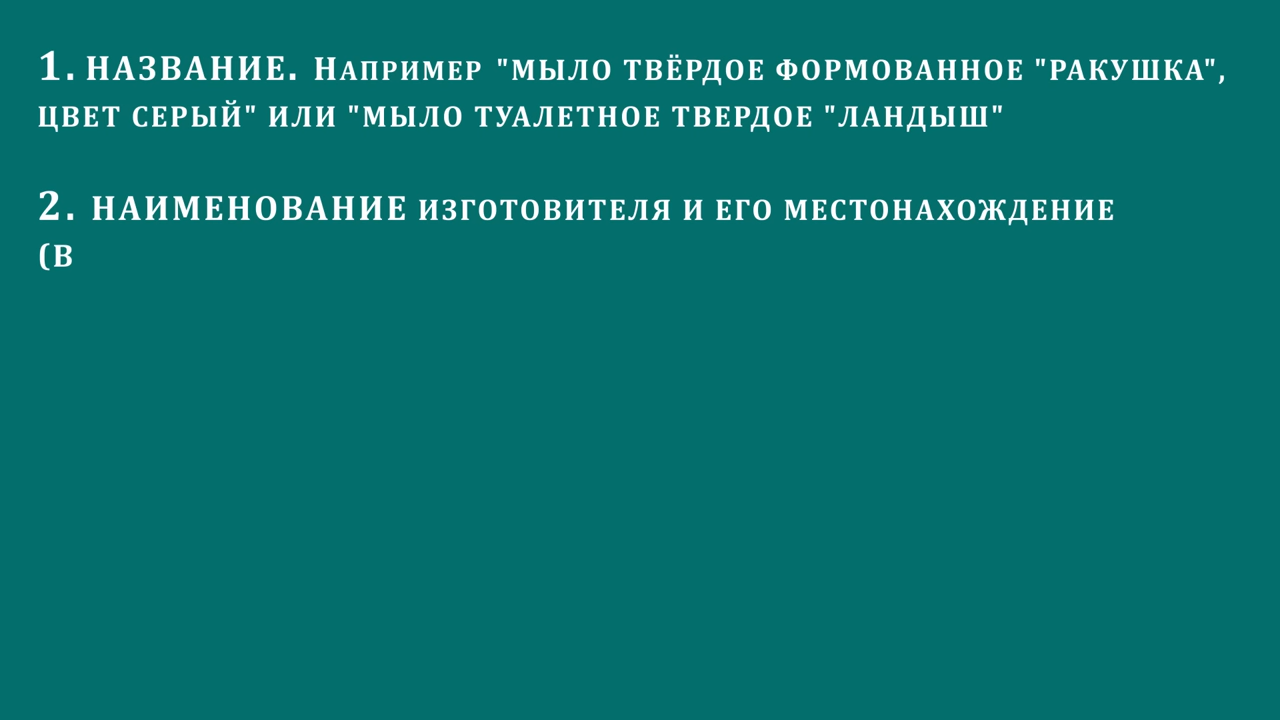 1. НАЗВАНИЕ. НАПРИМЕР "МЫЛО ТВЁРДОЕ ФОРМОВАННОЕ "РАКУШКА",
ЦВЕТ СЕРЫЙ" ИЛИ "МЫЛО ТУАЛЕТНОЕ ТВЕРДОЕ "ЛАНДЫШ"
2. НАИМЕНОВАНИЕ ИЗГОТОВИТЕЛЯ И ЕГО МЕСТОНАХОЖДЕНИЕ
(В